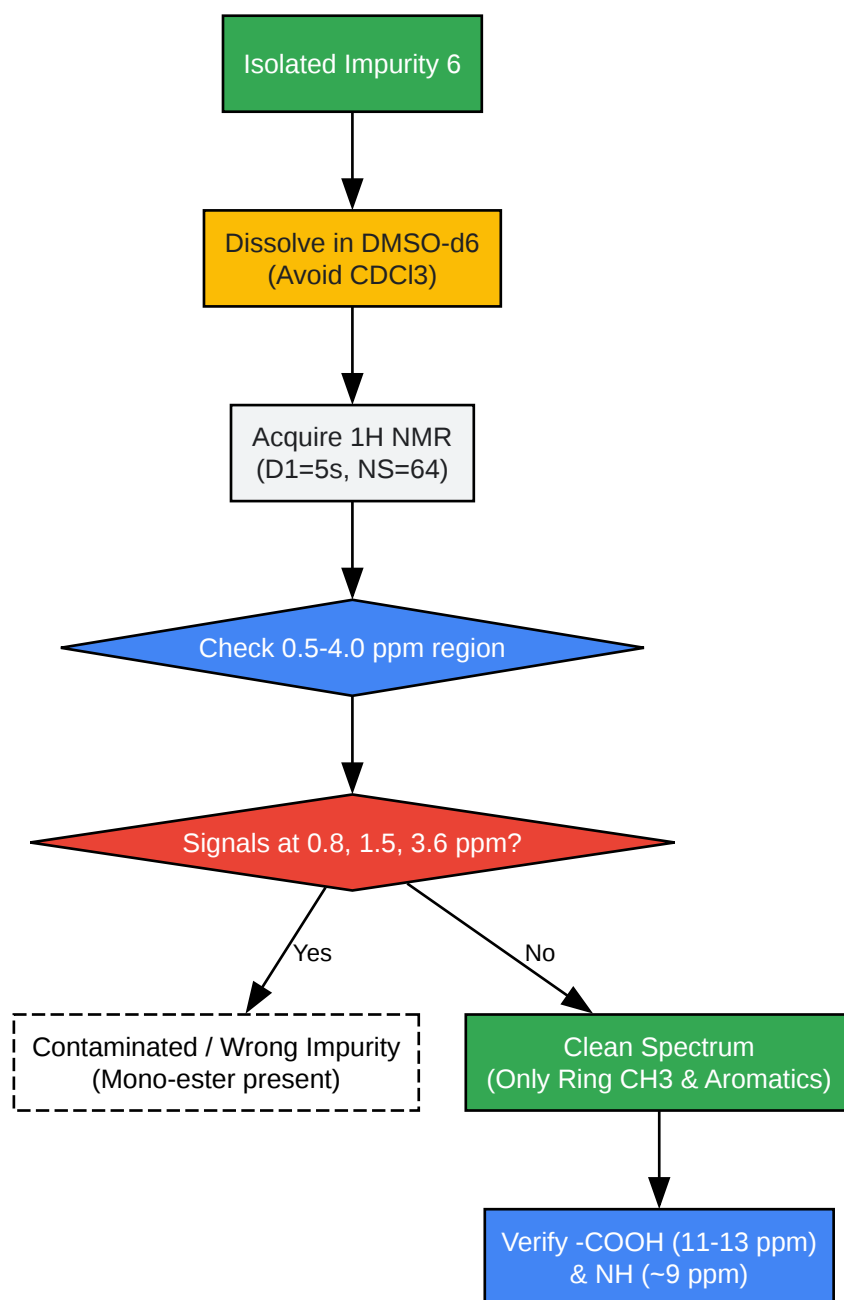 Isolated Impurity 6
Dissolve in DMSO-d6
(Avoid CDCl3)
Acquire 1H NMR
(D1=5s, NS=64)
Check 0.5-4.0 ppm region
Signals at 0.8, 1.5, 3.6 ppm?
Yes
No
Contaminated / Wrong Impurity
(Mono-ester present)
Clean Spectrum
(Only Ring CH3 & Aromatics)
Verify -COOH (11-13 ppm)
& NH (~9 ppm)